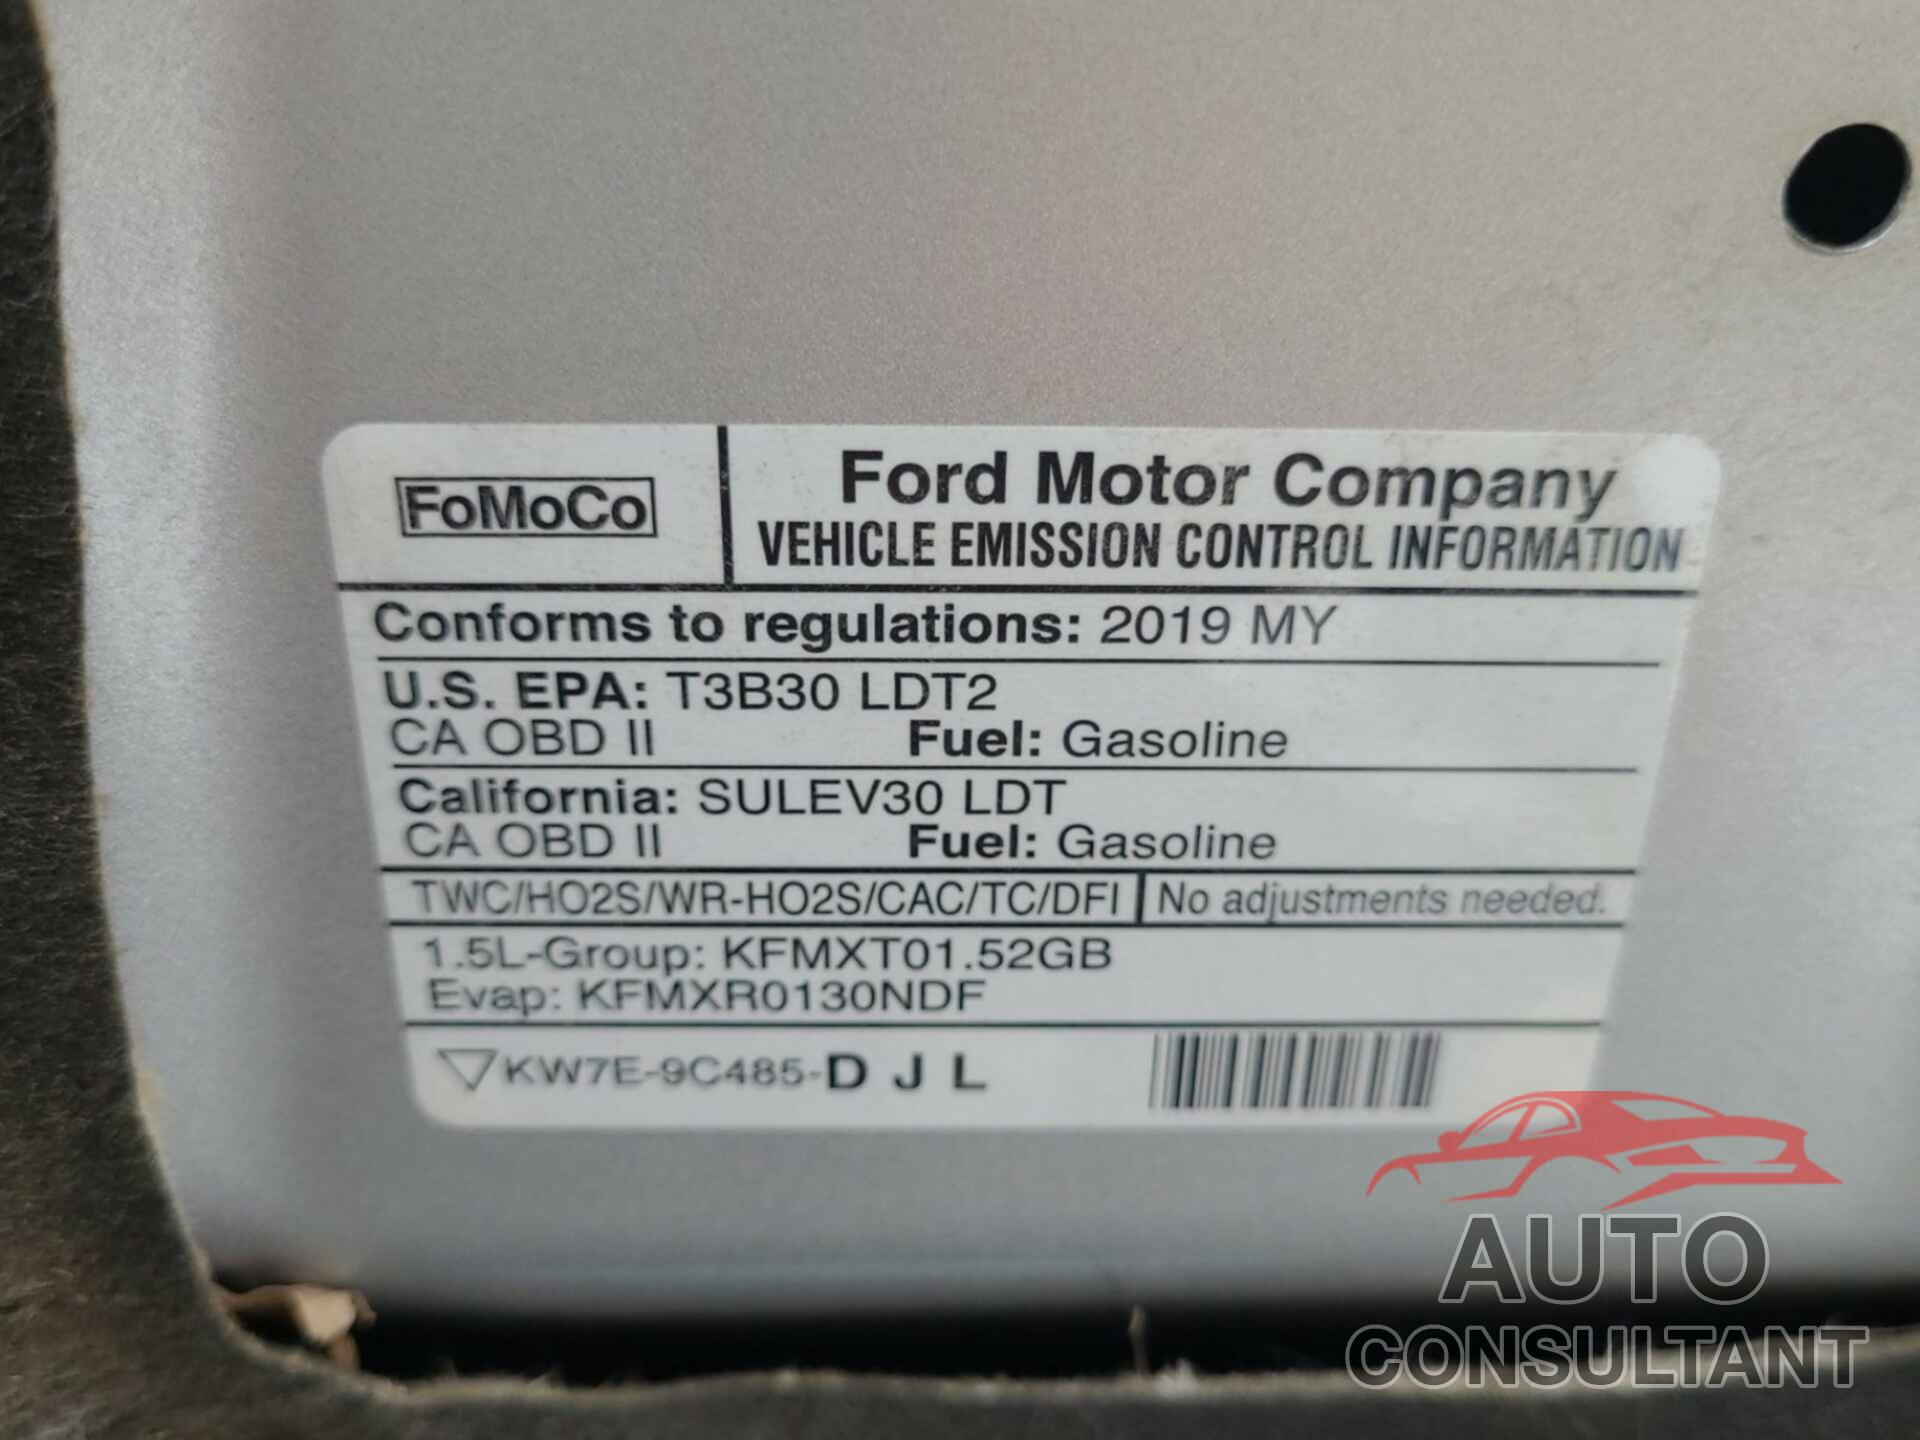 FoMoCo
Ford Motor Company
VEHICLE EMISSION CONTROL INFORMATION
Conforms to regulations: 2019 MY
U.S. EPA: T3B30 LDT2
CA OBD II Fuel: Gasoline
California: SULEV30 LDT
CA OBD II Fuel: Gasoline
TWC/HO2S/WR-HO2S/CAC/TC/DFI No adjustments needed.
1.5L-Group: KFMXT01.52GB
Evap: KFMXR0130NDF
KW7E-9C485-D J L
AUTO
CONSULTANT